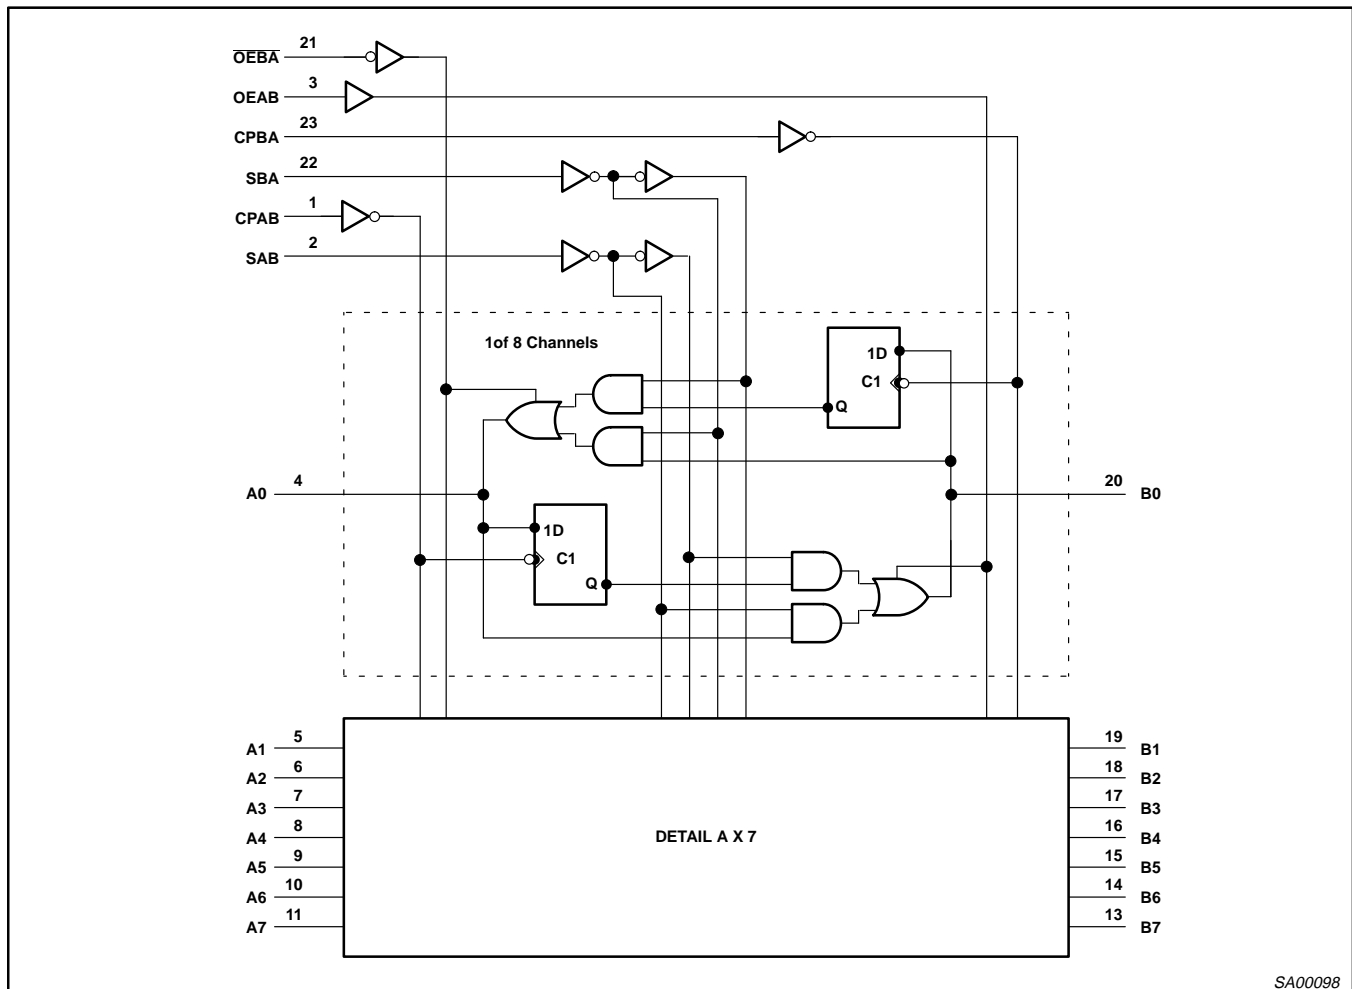 OEBA 21
OEAB 3
CPBA 23
SBA 22
CPAB 1
SAB 2
1of 8 Channels
1D
C1
Q
A0 4
20 B0
1D
C1
Q
A1 5
19 B1
A2 6
18 B2
A3 7
17 B3
A4 8
16 B4
DETAIL A X 7
A5 9
15 B5
A6 10
14 B6
A7 11
13 B7
SA00098